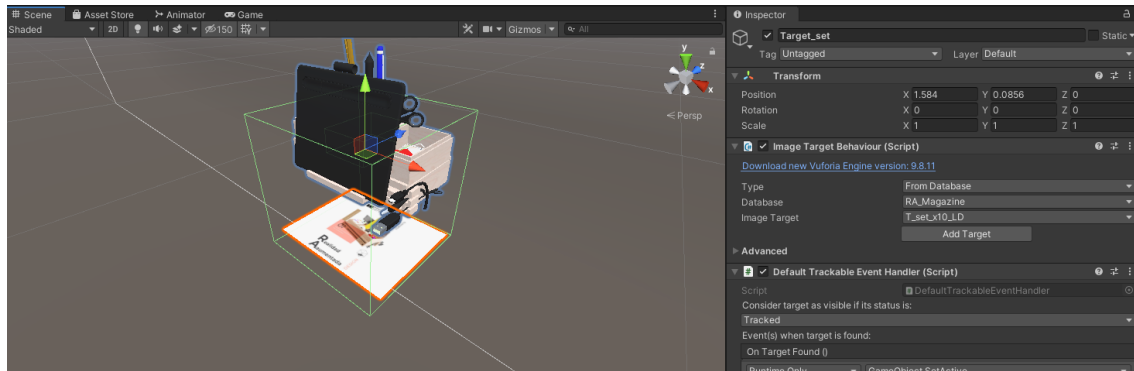 Scene Asset Store Animator Game
Shaded 2D 150 Gizmos All
y
z
x
Persp
Realidad
Aumentada
Inspector
Target_set Static
Tag Untagged Layer Default
Transform
Position X 1.584 Y 0.0856 Z 0
Rotation X 0 Y 0 Z 0
Scale X 1 Y 1 Z 1
Image Target Behaviour (Script)
Download new Vuforia Engine version: 9.8.11
Type From Database
Database RA_Magazine
Image Target T_set_x10_LD
Add Target
Advanced
Default Trackable Event Handler (Script)
Script DefaultTrackableEventHandler
Consider target as visible if its status is:
Tracked
Event(s) when target is found:
On Target Found ()
Runtime Only GameObject.SetActive